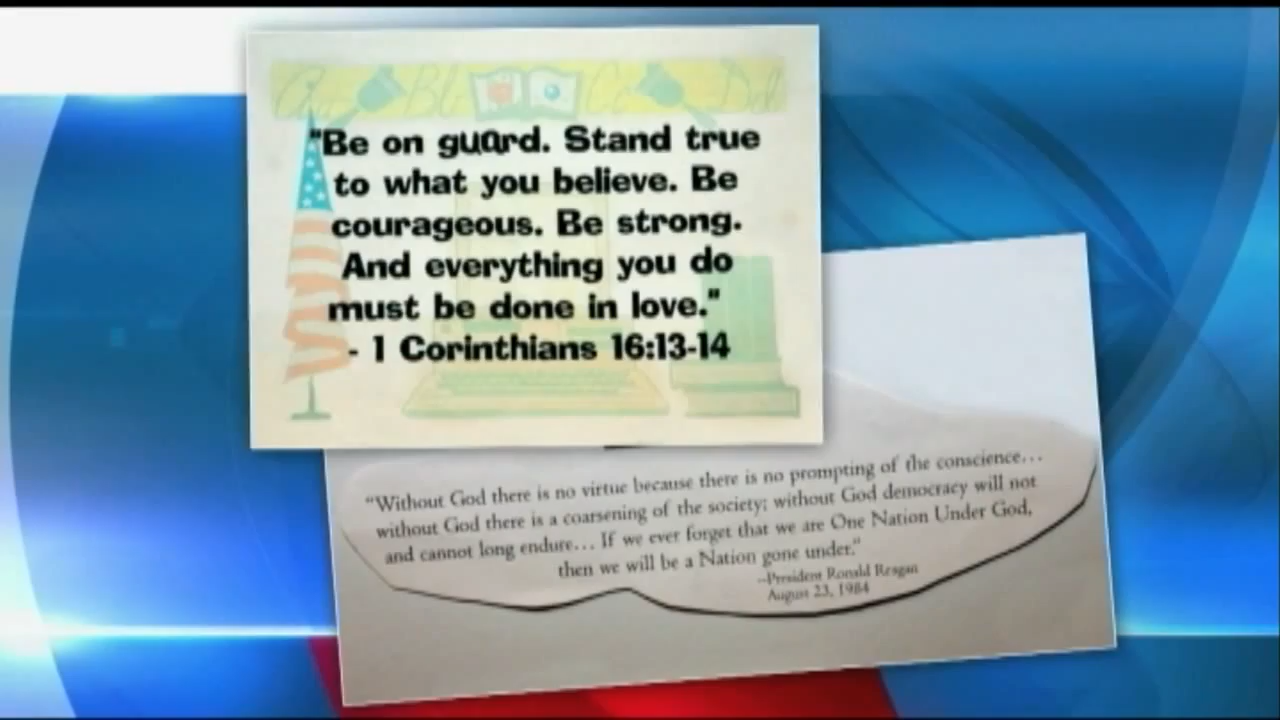 Aa Bb Cc Dd
"Be on guard. Stand true
to what you believe. Be
courageous. Be strong.
And everything you do
must be done in love."
- 1 Corinthians 16:13-14
“Without God there is no virtue because there is no prompting of the conscience…
without God there is a coarsening of the society; without God democracy will not
and cannot long endure… If we ever forget that we are One Nation Under God,
then we will be a Nation gone under.”
--President Ronald Reagan
August 23, 1984